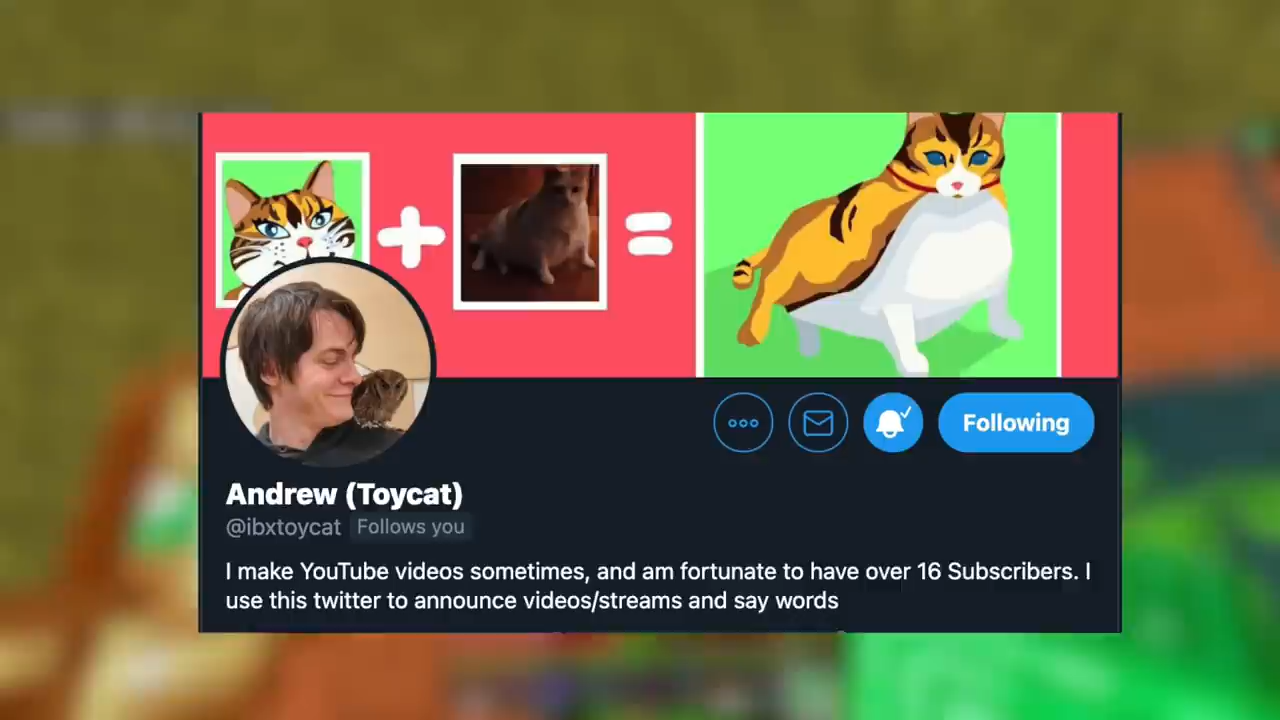 Following
Andrew (Toycat)
@ibxtoycat Follows you
I make YouTube videos sometimes, and am fortunate to have over 16 Subscribers. I
use this twitter to announce videos/streams and say words